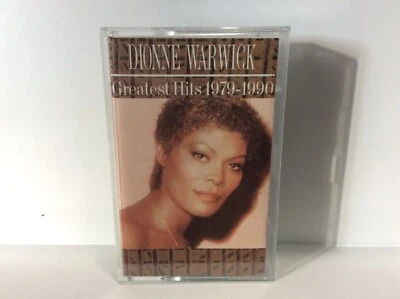 DIONNE WARWICK
Greatest Hits 1979-1990